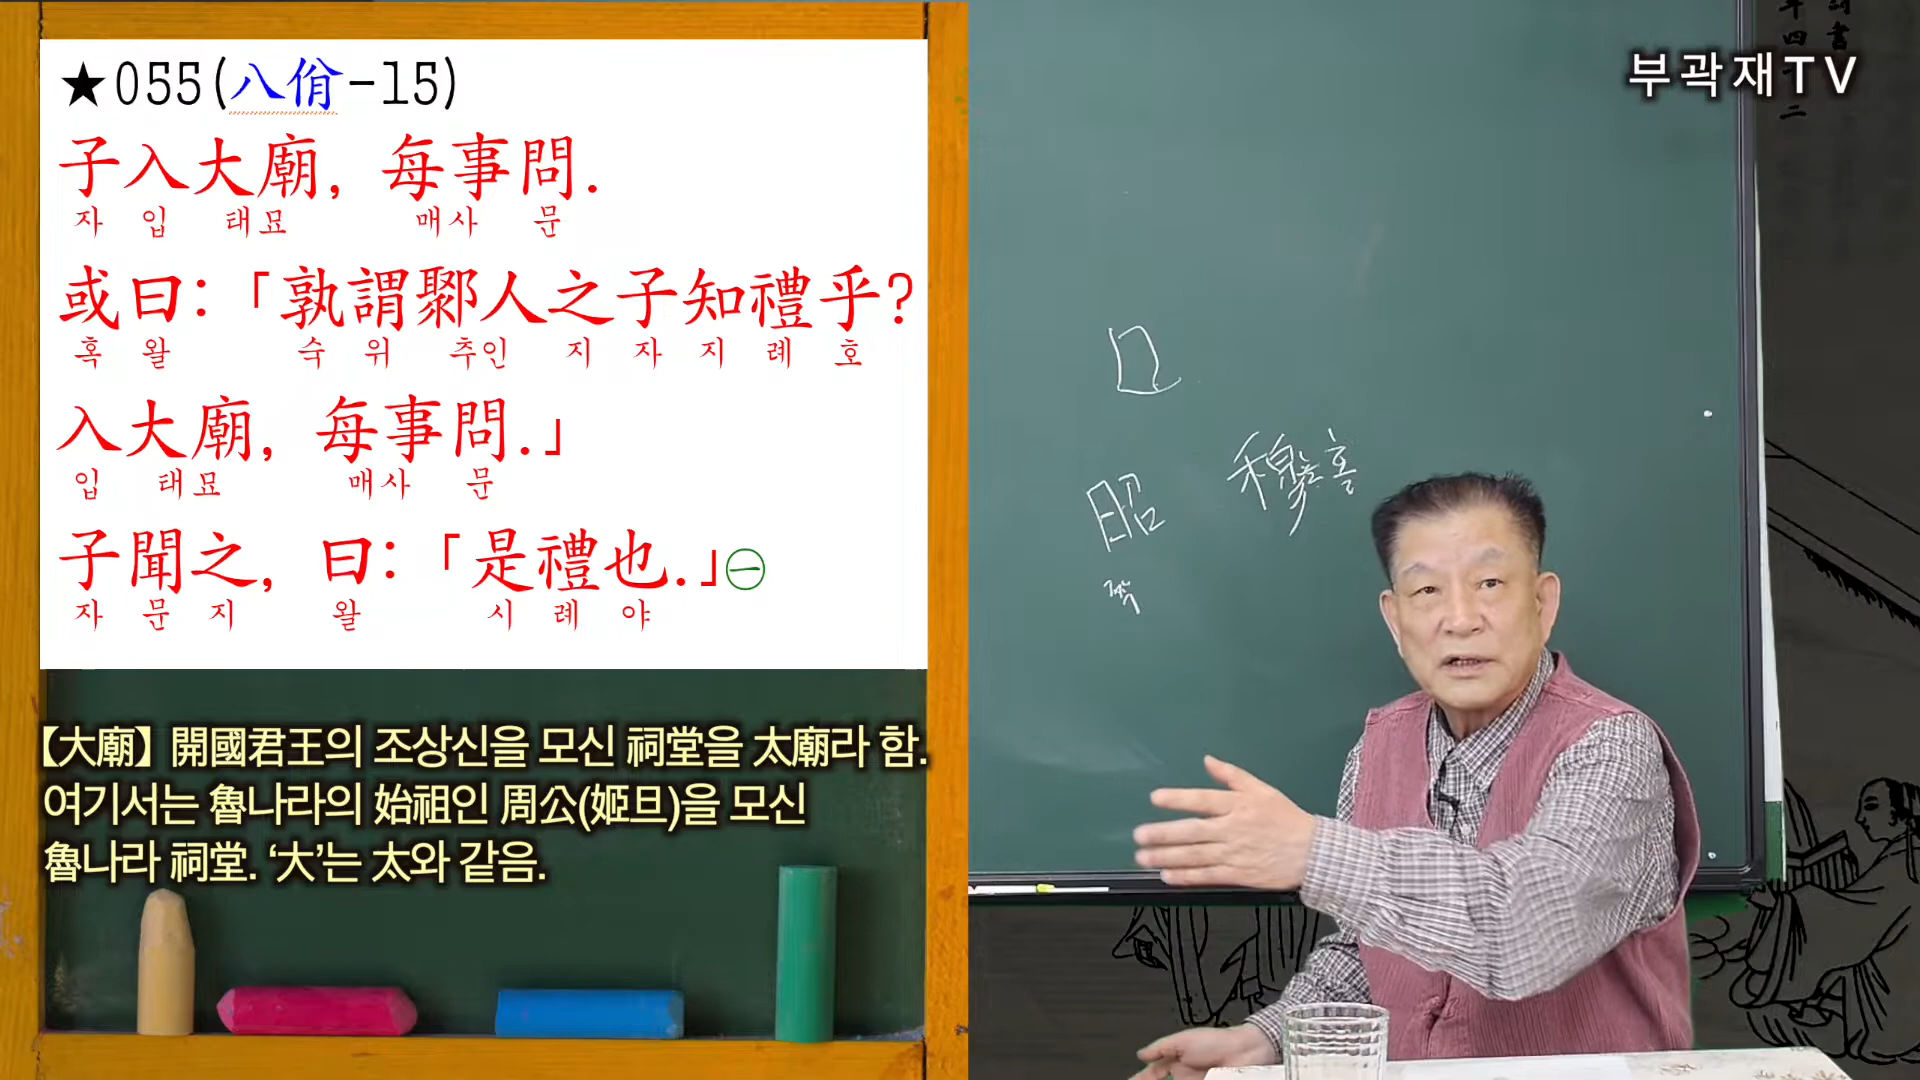 ★055(八佾-15)
子入大廟, 每事問.
자 입 태묘 매사 문
或曰:「孰謂鄹人之子知禮乎?
혹 왈 숙 위 추인 지 자 지 례 호
入大廟, 每事問.」
입 태묘 매사 문
子聞之, 曰:「是禮也.」㊀
자 문 지 왈 시 례 야
【大廟】開國君王의 조상신을 모신 祠堂을 太廟라 함.
여기서는 魯나라의 始祖인 周公(姬旦)을 모신
魯나라 祠堂. ‘大’는 太와 같음.
부곽재TV
昭 穆 홀
짝